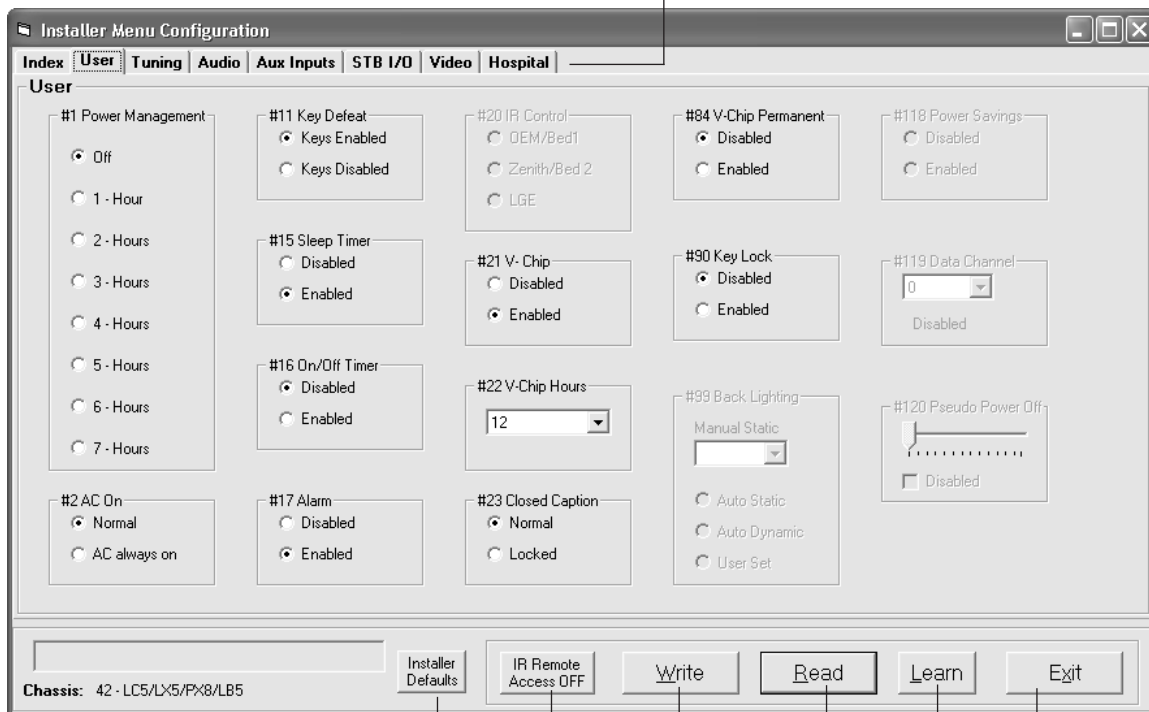 Installer Menu Configuration
Index User Tuning Audio Aux Inputs STB I/O Video Hospital
User
#1 Power Management
Off
1 - Hour
2 - Hours
3 - Hours
4 - Hours
5 - Hours
6 - Hours
7 - Hours
#2 AC On
Normal
AC always on
#11 Key Defeat
Keys Enabled
Keys Disabled
#15 Sleep Timer
Disabled
Enabled
#16 On/Off Timer
Disabled
Enabled
#17 Alarm
Disabled
Enabled
#20 IR Control
OEM/Bed1
Zenith/Bed 2
LGE
#21 V- Chip
Disabled
Enabled
#22 V-Chip Hours
12
#23 Closed Caption
Normal
Locked
#84 V-Chip Permanent
Disabled
Enabled
#90 Key Lock
Disabled
Enabled
#99 Back Lighting
Manual Static
Auto Static
Auto Dynamic
User Set
#118 Power Savings
Disabled
Enabled
#119 Data Channel
0
Disabled
#120 Pseudo Power Off
Disabled
Chassis: 42 - LC5/LX5/PX8/LB5
Installer
Defaults
IR Remote
Access OFF
Write
Read
Learn
Exit